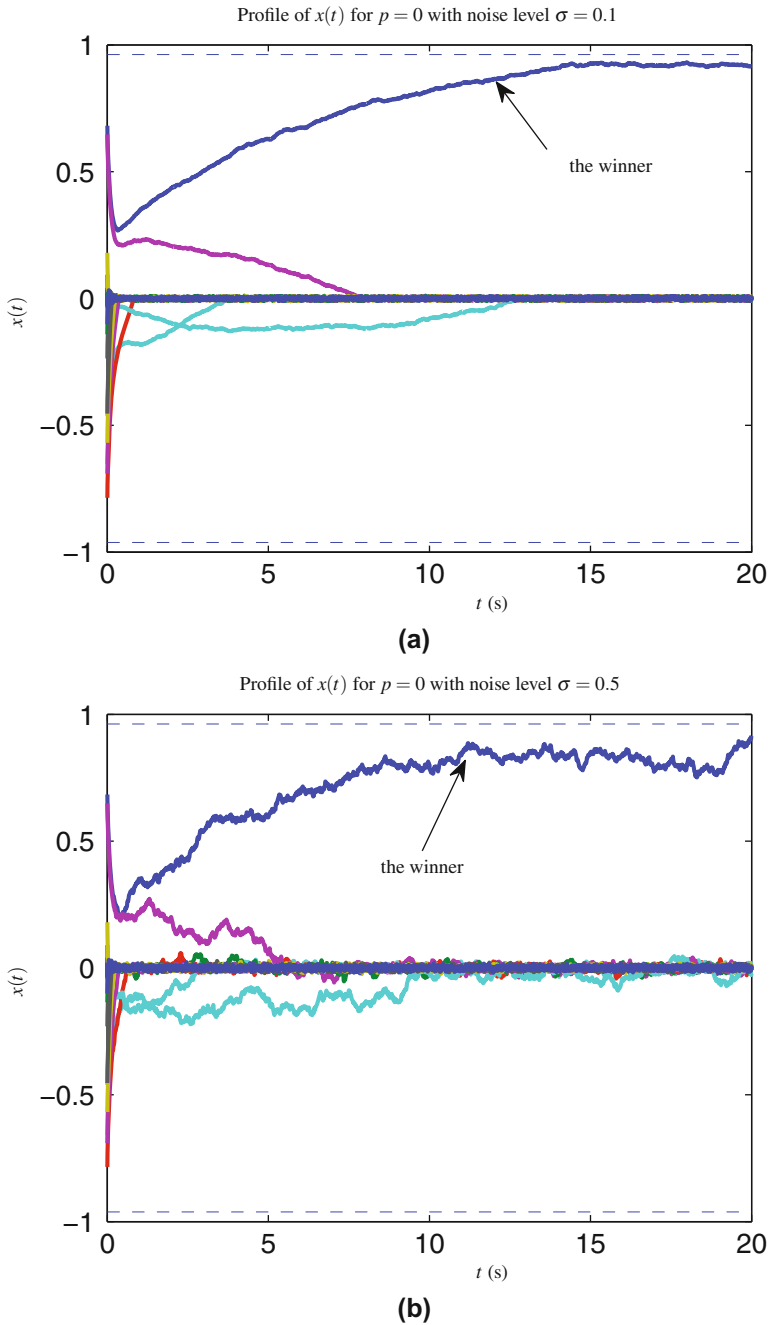 Profile of x(t) for p = 0 with noise level σ = 0.1
1
0.5
0
−0.5
−1
x(t)
the winner
0 5 10 15 20
t (s)
(a)
Profile of x(t) for p = 0 with noise level σ = 0.5
1
0.5
0
−0.5
−1
x(t)
the winner
0 5 10 15 20
t (s)
(b)